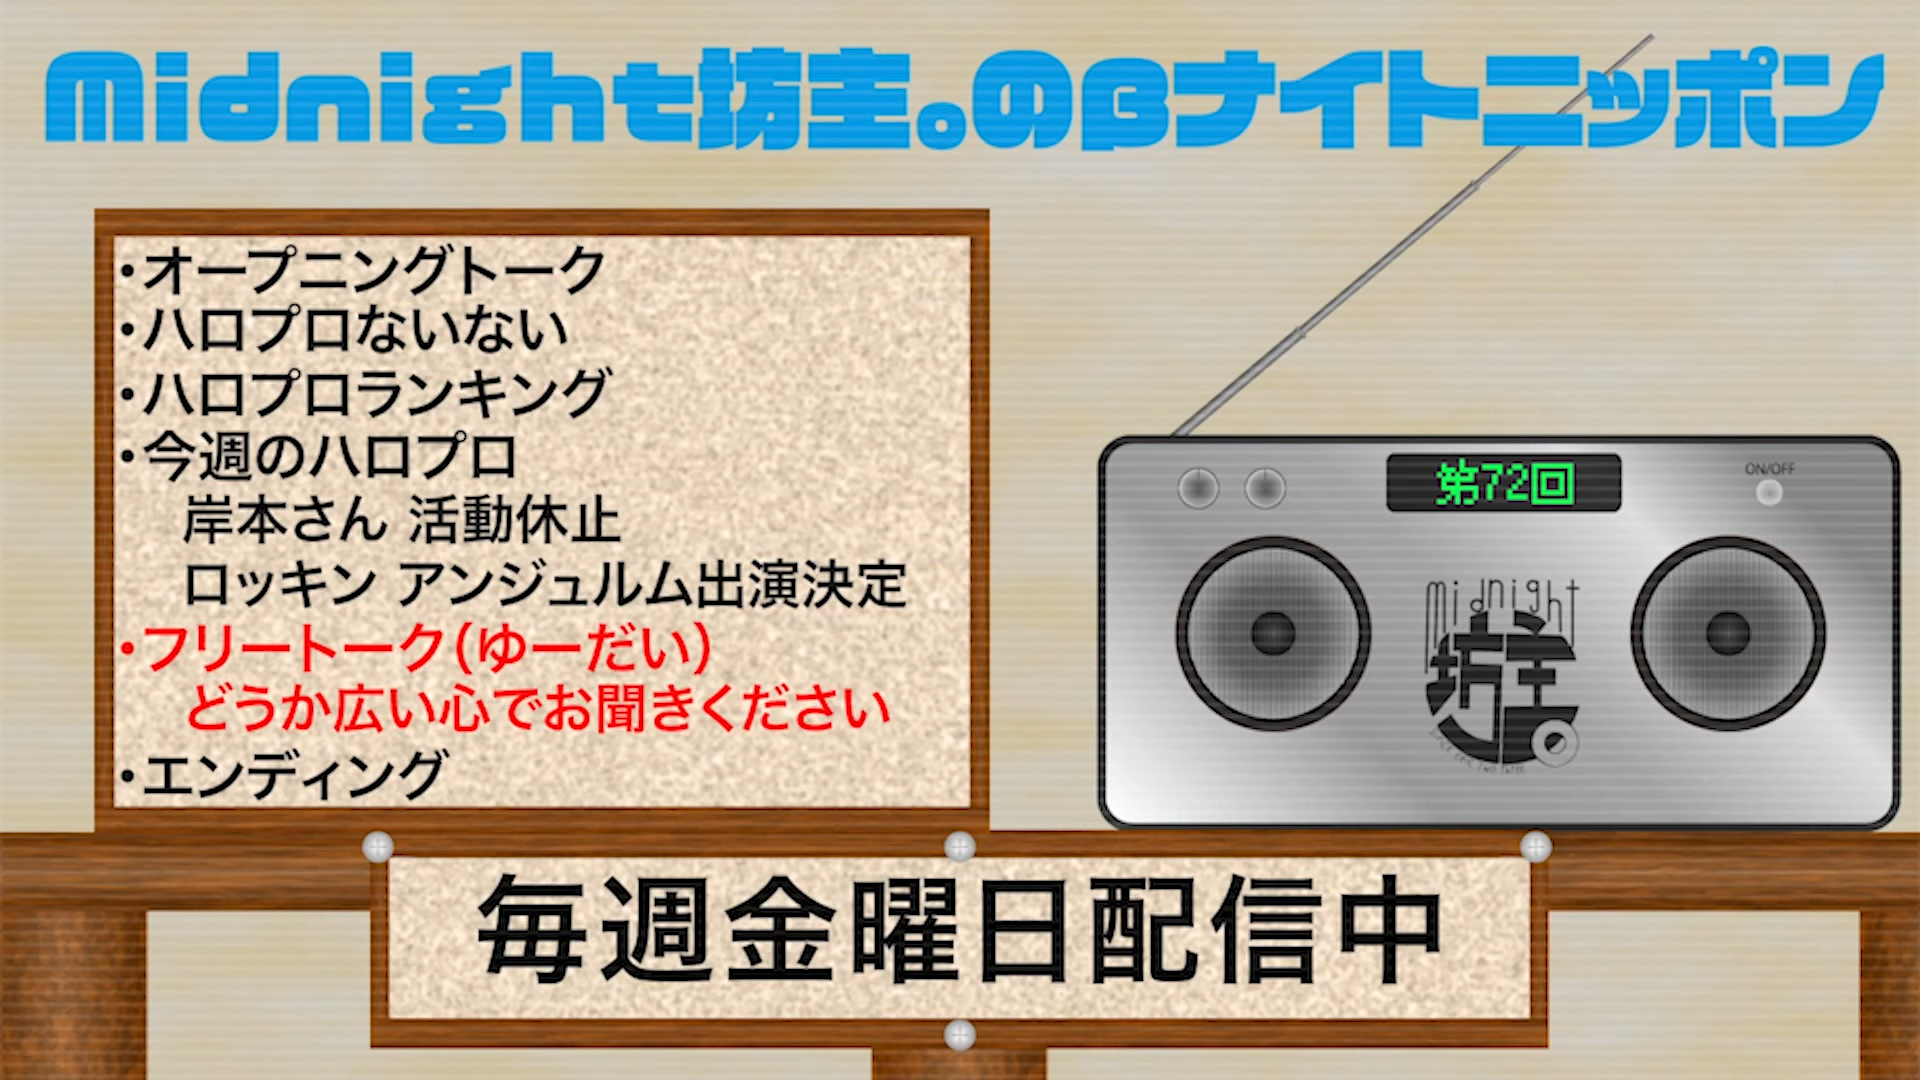 Midnight坊主。のβナイトニッポン
・オープニングトーク
・ハロプロないない
・ハロプロランキング
・今週のハロプロ
岸本さん 活動休止
ロッキン アンジュルム出演決定
・フリートーク(ゆーだい)
どうか広い心でお聞きください
・エンディング
第72回
ON/OFF
midnight
坊主。
毎週金曜日配信中